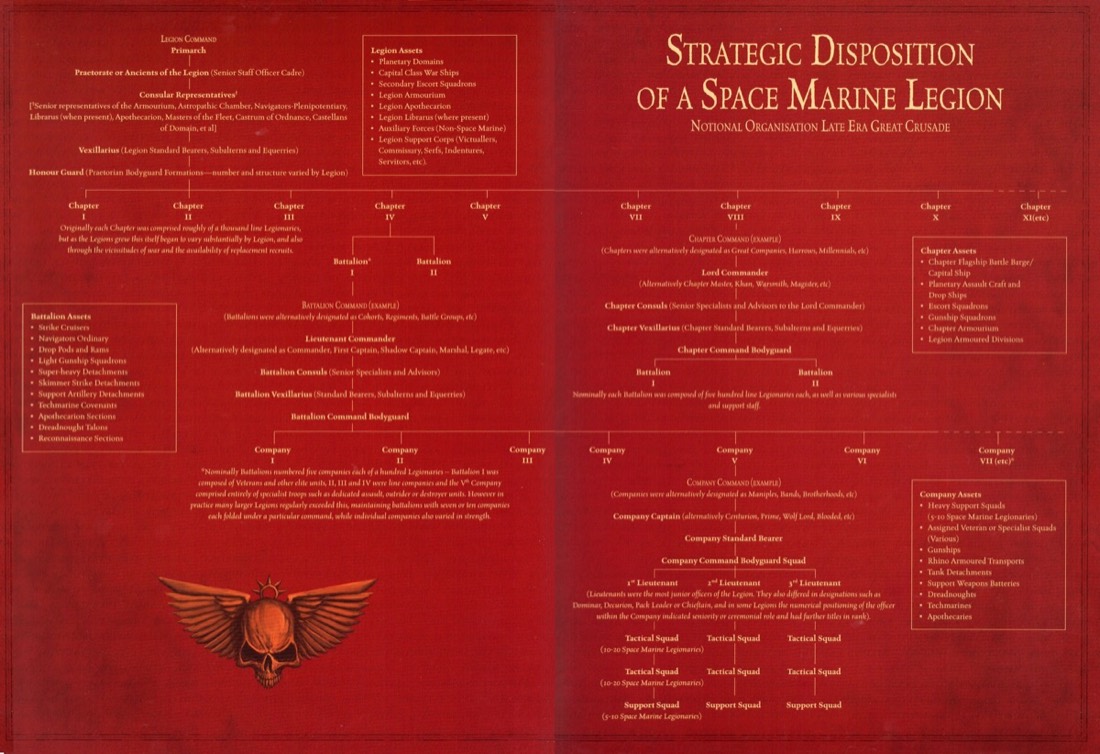 LEGION COMMAND
Primarch
Praetorate or Ancients of the Legion (Senior Staff Officer Cadre)
Consular Representatives†
[†Senior representatives of the Armourium, Astropathic Chamber, Navigators-Plenipotentiary,
Librarus (when present), Apothecarion, Masters of the Fleet, Castrum of Ordnance, Castellans
of Domain, et al]
Vexillarius (Legion Standard Bearers, Subalterns and Equerries)
Honour Guard (Praetorian Bodyguard Formations—number and structure varied by Legion)
Legion Assets
• Planetary Domains
• Capital Class War Ships
• Secondary Escort Squadrons
• Legion Armourium
• Legion Apothecarion
• Legion Librarus (where present)
• Auxiliary Forces (Non-Space Marine)
• Legion Support Corps (Victuallers,
Commissary, Serfs, Indentures,
Servitors, etc).
STRATEGIC DISPOSITION
OF A SPACE MARINE LEGION
NOTIONAL ORGANISATION LATE ERA GREAT CRUSADE
Chapter I
Chapter II
Chapter III
Chapter IV
Chapter V
Chapter VII
Chapter VIII
Chapter IX
Chapter X
Chapter XI(etc)
Originally each Chapter was comprised roughly of a thousand line Legionaries,
but as the Legions grew this itself began to vary substantially by Legion, and also
through the vicissitudes of war and the availability of replacement recruits.
Battalion* I
Battalion II
BATTALION COMMAND (EXAMPLE)
(Battalions were alternatively designated as Cohorts, Regiments, Battle Groups, etc)
Lieutenant Commander
(Alternatively designated as Commander, First Captain, Shadow Captain, Marshal, Legate, etc)
Battalion Consuls (Senior Specialists and Advisors)
Battalion Vexillarius (Standard Bearers, Subalterns and Equerries)
Battalion Command Bodyguard
Battalion Assets
• Strike Cruisers
• Navigators Ordinary
• Drop Pods and Rams
• Light Gunship Squadrons
• Super-heavy Detachments
• Skimmer Strike Detachments
• Support Artillery Detachments
• Techmarine Covenants
• Apothecarion Sections
• Dreadnought Talons
• Reconnaissance Sections
CHAPTER COMMAND (EXAMPLE)
(Chapters were alternatively designated as Great Companies, Harrows, Millennials, etc)
Lord Commander
(Alternatively Chapter Master, Khan, Warsmith, Magister, etc)
Chapter Consuls (Senior Specialists and Advisors to the Lord Commander)
Chapter Vexillarius (Chapter Standard Bearers, Subalterns and Equerries)
Chapter Command Bodyguard
Battalion I
Battalion II
Nominally each Battalion was composed of five hundred line Legionaries each, as well as various specialists
and support staff.
Chapter Assets
• Chapter Flagship Battle Barge/
Capital Ship
• Planetary Assault Craft and
Drop Ships
• Escort Squadrons
• Gunship Squadrons
• Chapter Armourium
• Legion Armoured Divisions
Company I
Company II
Company III
Company IV
Company V
Company VI
Company VII (etc)*
*Nominally Battalions numbered five companies each of a hundred Legionaries – Battalion I was
composed of Veterans and other elite units, II, III and IV were line companies and the Vth Company
comprised entirely of specialist troops such as dedicated assault, outrider or destroyer units. However in
practice many larger Legions regularly exceeded this, maintaining battalions with seven or ten companies
each folded under a particular command, while individual companies also varied in strength.
COMPANY COMMAND (EXAMPLE)
(Companies were alternatively designated as Maniples, Bands, Brotherhoods, etc)
Company Captain (alternatively Centurion, Prime, Wolf Lord, Blooded, etc)
Company Standard Bearer
Company Command Bodyguard Squad
1st Lieutenant 2nd Lieutenant 3rd Lieutenant
(Lieutenants were the most junior officers of the Legion. They also differed in designations such as
Dominar, Decurion, Pack Leader or Chieftain, and in some Legions the numerical positioning of the officer
within the Company indicated seniority or ceremonial role and had further titles in rank).
Tactical Squad Tactical Squad Tactical Squad
(10-20 Space Marine Legionaries)
Tactical Squad Tactical Squad Tactical Squad
(10-20 Space Marine Legionaries)
Support Squad Support Squad Support Squad
(5-10 Space Marine Legionaries)
Company Assets
• Heavy Support Squads
(5-10 Space Marine Legionaries)
• Assigned Veteran or Specialist Squads
(Various)
• Gunships
• Rhino Armoured Transports
• Tank Detachments
• Support Weapons Batteries
• Dreadnoughts
• Techmarines
• Apothecaries